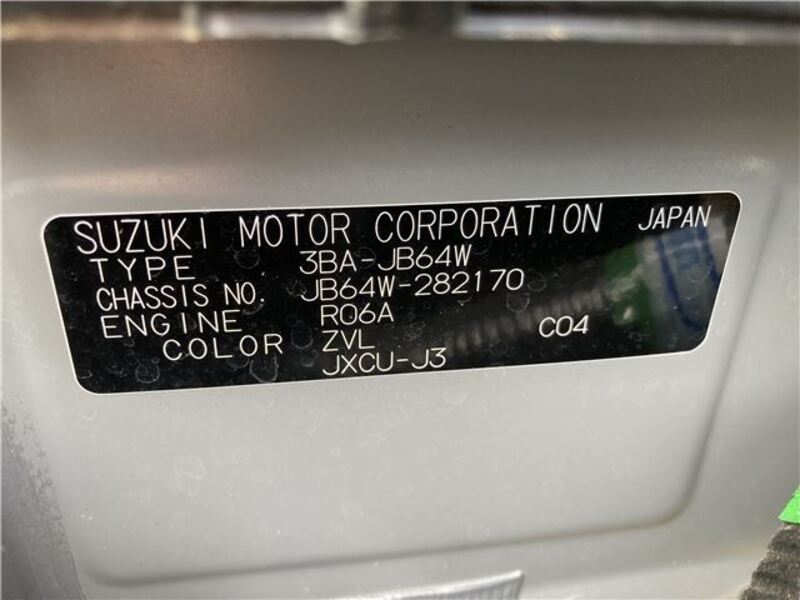 SUZUKI MOTOR CORPORATION JAPAN
TYPE 3BA-JB64W
CHASSIS NO. JB64W-282170
ENGINE R06A
COLOR ZVL C04
JXCU-J3